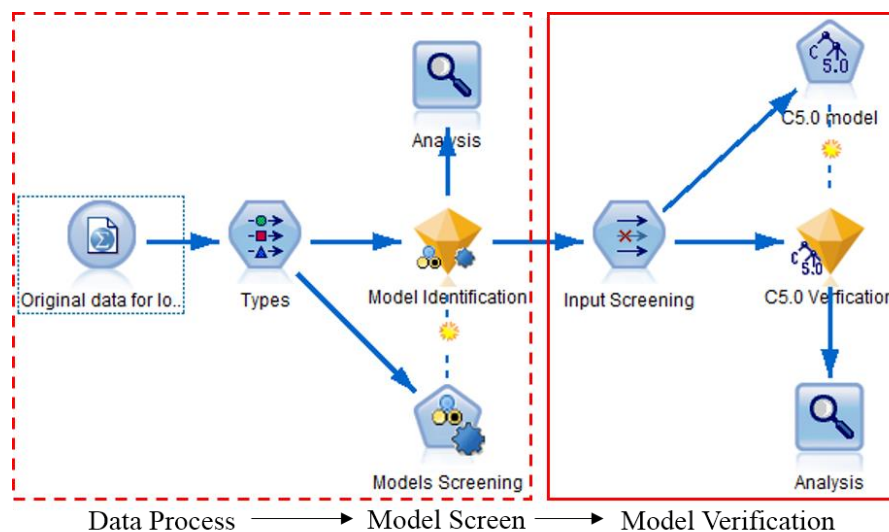 C 5.0
C5.0 model
Analysis
Original data for lo..
Types
Model Identification
Input Screening
C 5.0
C5.0 Verfication
Models Screening
Analysis
Data Process
Model Screen
Model Verification